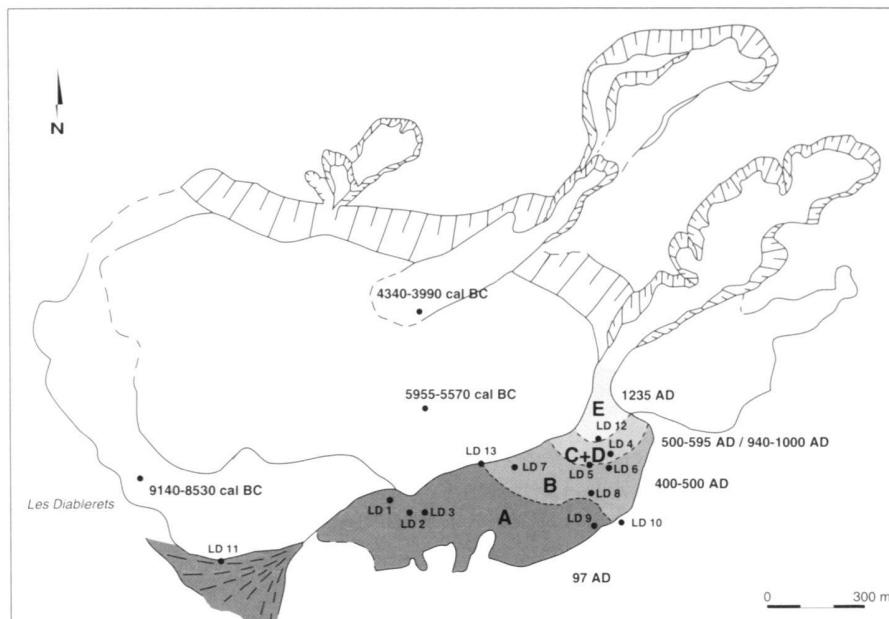 N
4340-3990 cal BC
5955-5570 cal BC
E
1235 AD
LD 12
LD 4
500-595 AD / 940-1000 AD
C+D
LD 13
LD 7
LD 5
LD 6
9140-8530 cal BC
B
400-500 AD
Les Diablerets
LD 1
LD 8
LD 2
LD 3
A
LD 9
LD 10
LD 11
97 AD
0
300 m